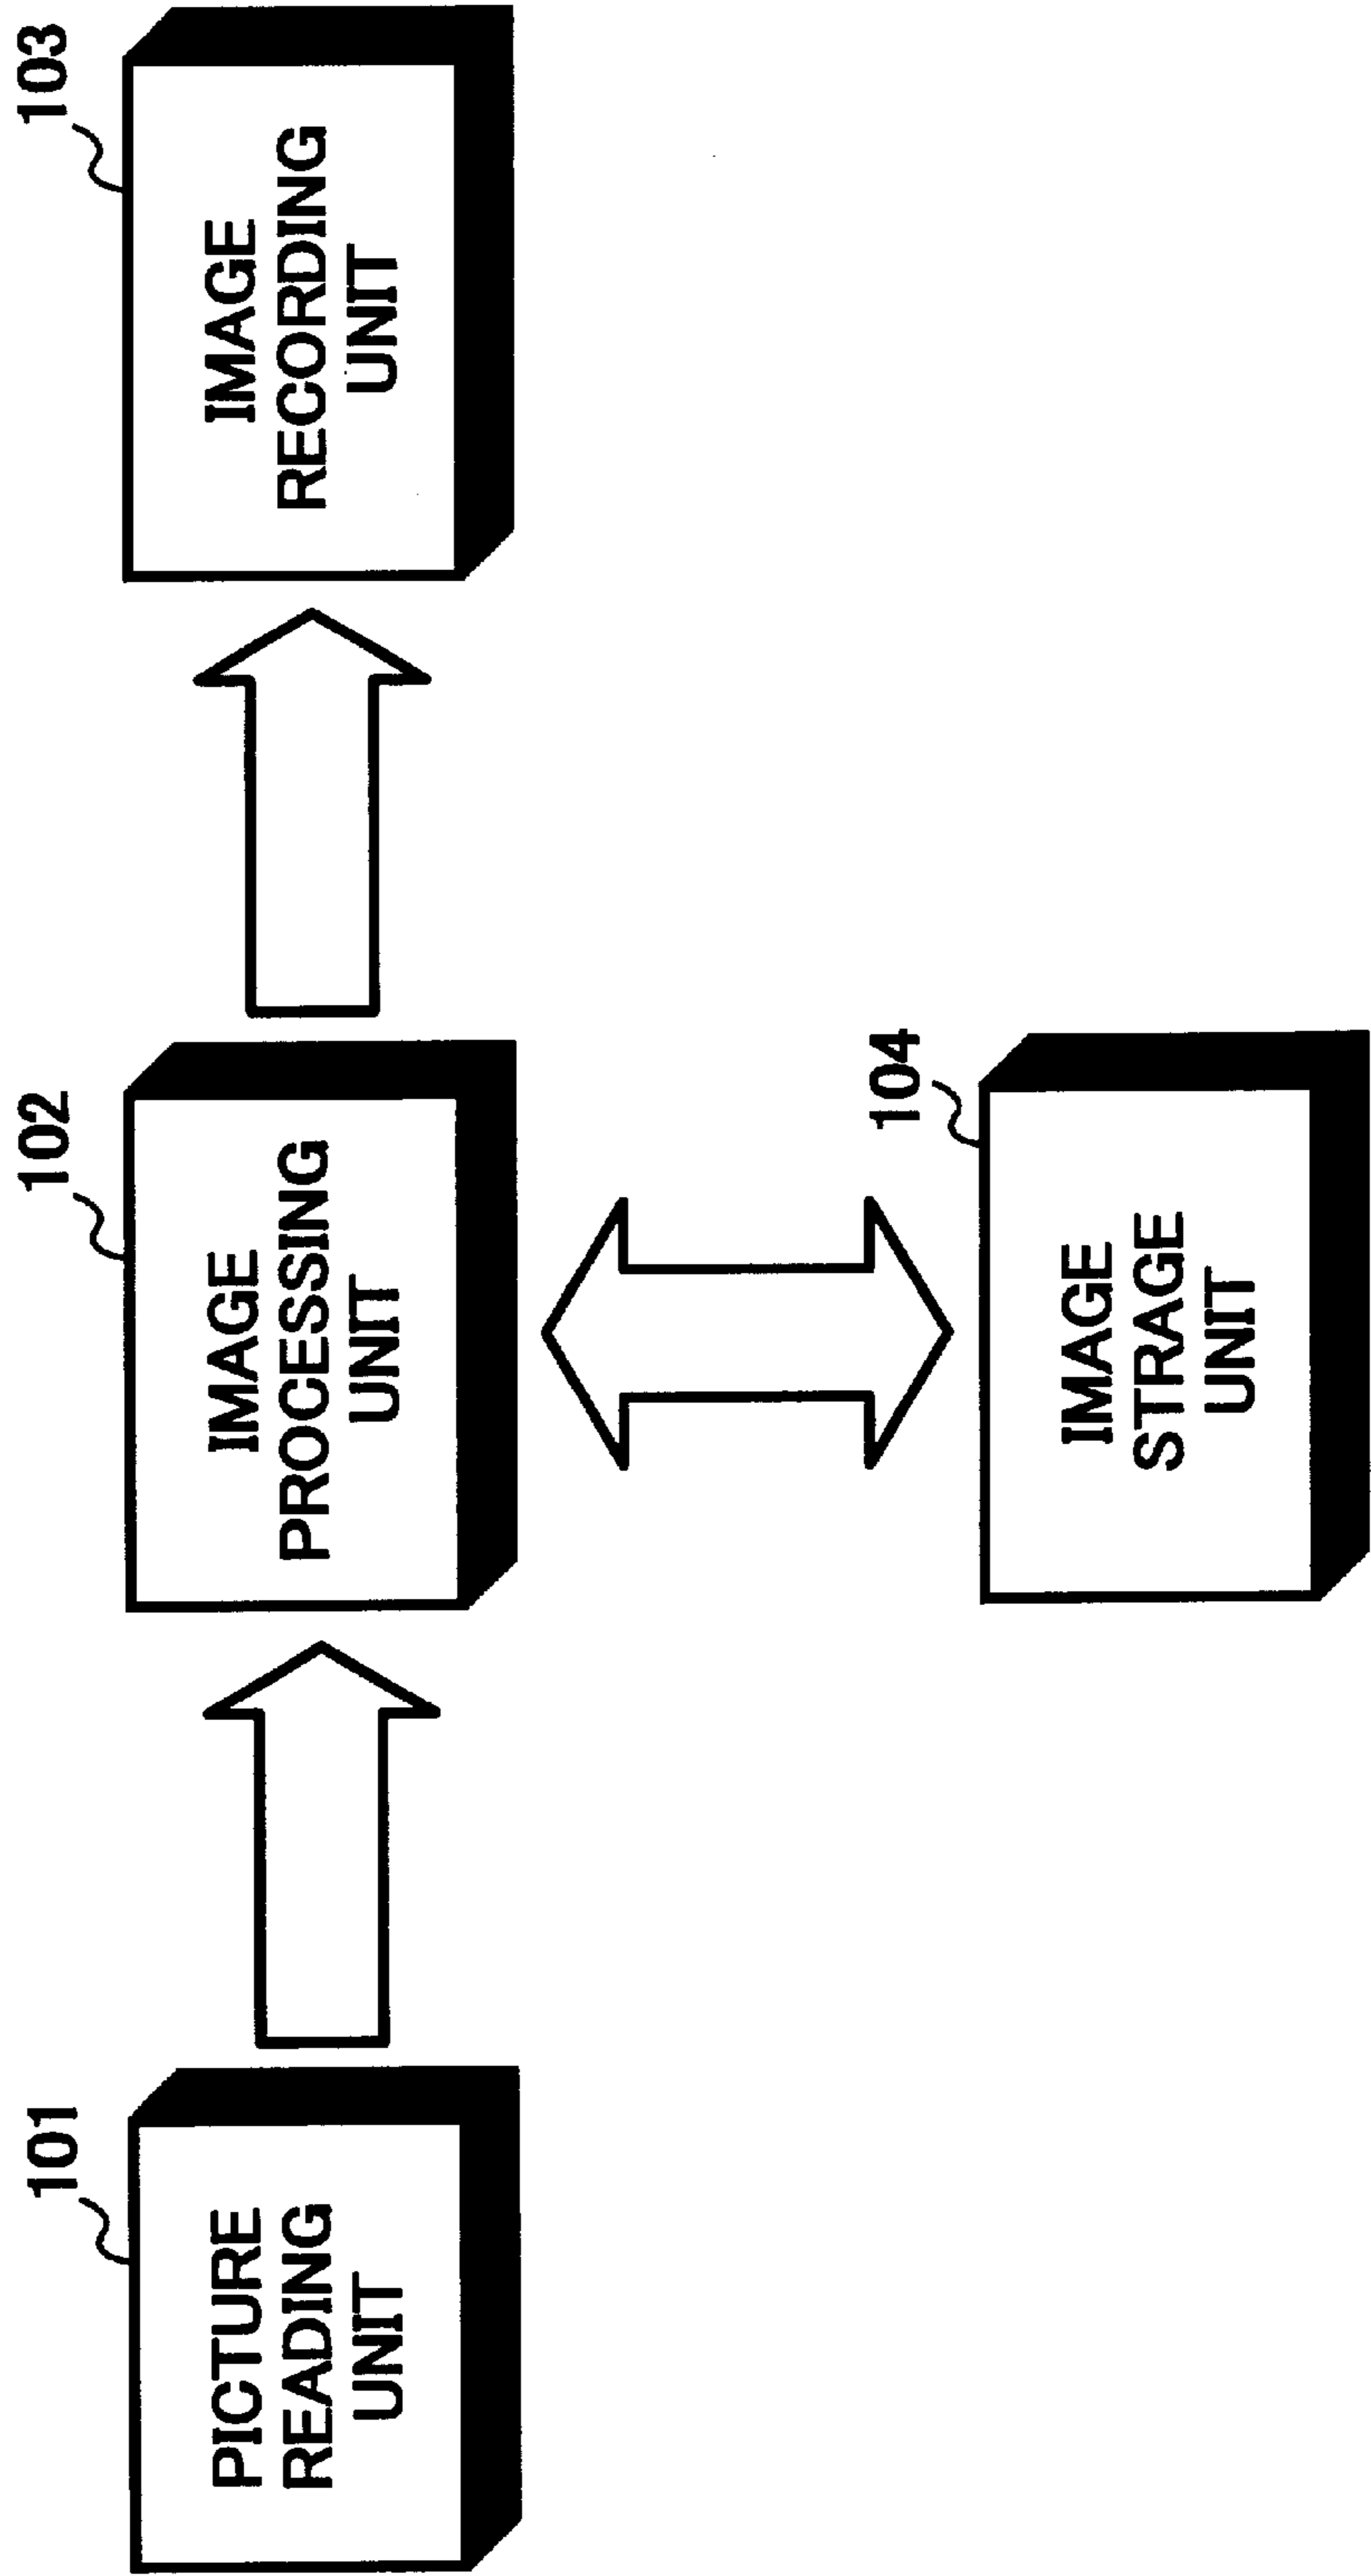 101
PICTURE
READING
UNIT
102
IMAGE
PROCESSING
UNIT
103
IMAGE
RECORDING
UNIT
104
IMAGE
STRAGE
UNIT